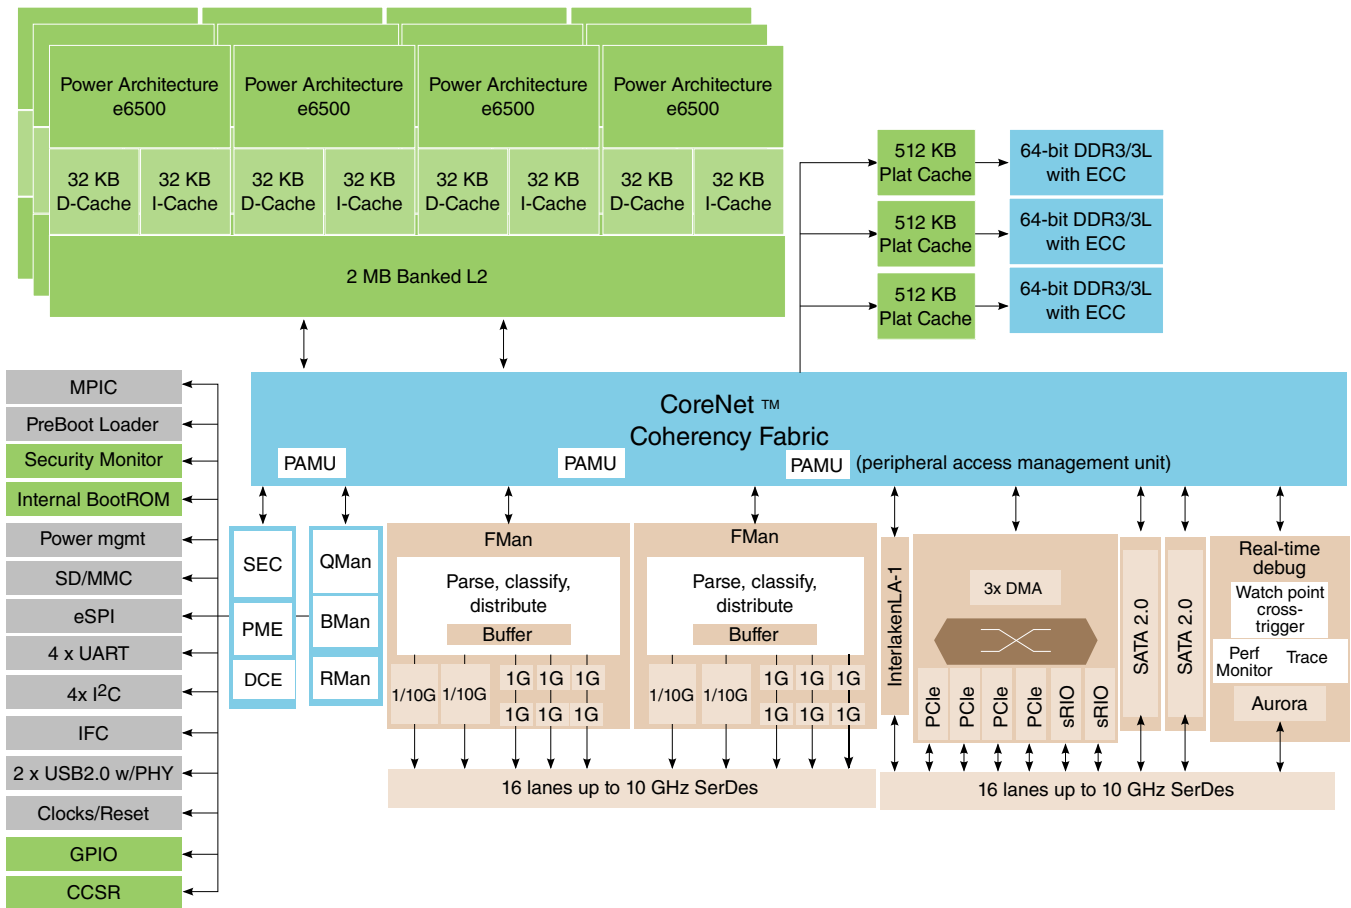 Power Architecture
e6500
Power Architecture
e6500
Power Architecture
e6500
Power Architecture
e6500
32 KB
D-Cache
32 KB
I-Cache
32 KB
D-Cache
32 KB
I-Cache
32 KB
D-Cache
32 KB
I-Cache
32 KB
D-Cache
32 KB
I-Cache
2 MB Banked L2
512 KB
Plat Cache
64-bit DDR3/3L
with ECC
512 KB
Plat Cache
64-bit DDR3/3L
with ECC
512 KB
Plat Cache
64-bit DDR3/3L
with ECC
MPIC
PreBoot Loader
Security Monitor
Internal BootROM
Power mgmt
SD/MMC
eSPI
4 x UART
4x I²C
IFC
2 x USB2.0 w/PHY
Clocks/Reset
GPIO
CCSR
CoreNet TM
Coherency Fabric
PAMU
PAMU
PAMU
(peripheral access management unit)
SEC
PME
DCE
QMan
BMan
RMan
FMan
Parse, classify,
distribute
Buffer
1/10G
1/10G
1G
1G
1G
1G
1G
1G
FMan
Parse, classify,
distribute
Buffer
1/10G
1/10G
1G
1G
1G
1G
1G
1G
16 lanes up to 10 GHz SerDes
InterlakenLA-1
3x DMA
PCIe
PCIe
PCIe
PCIe
sRIO
sRIO
SATA 2.0
SATA 2.0
Real-time
debug
Watch point
cross-
trigger
Perf
Monitor
Trace
Aurora
16 lanes up to 10 GHz SerDes